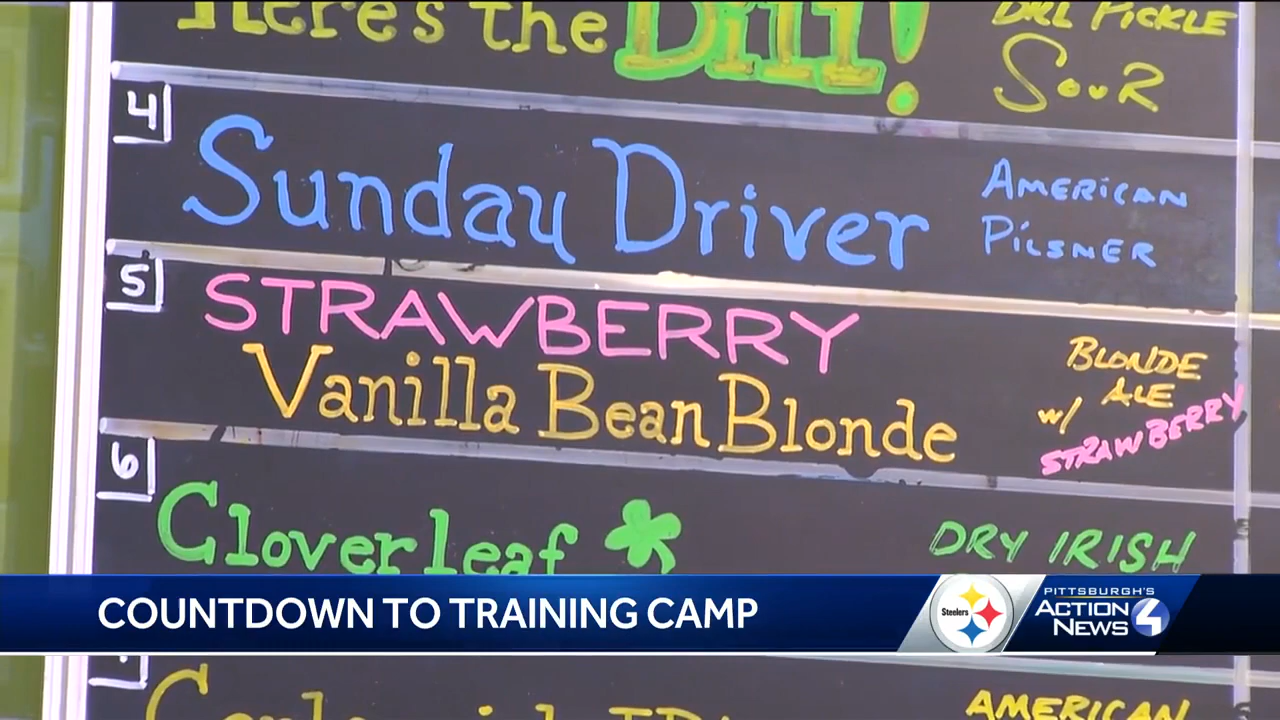 Here's the Dill!
DILL PICKLE
SOUR
4
Sunday Driver
AMERICAN
PILSNER
5
STRAWBERRY
Vanilla Bean Blonde
BLONDE
ALE
w/
STRAWBERRY
6
Cloverleaf
DRY IRISH
COUNTDOWN TO TRAINING CAMP
Steelers
PITTSBURGH'S
ACTION
NEWS 4
AMERICAN